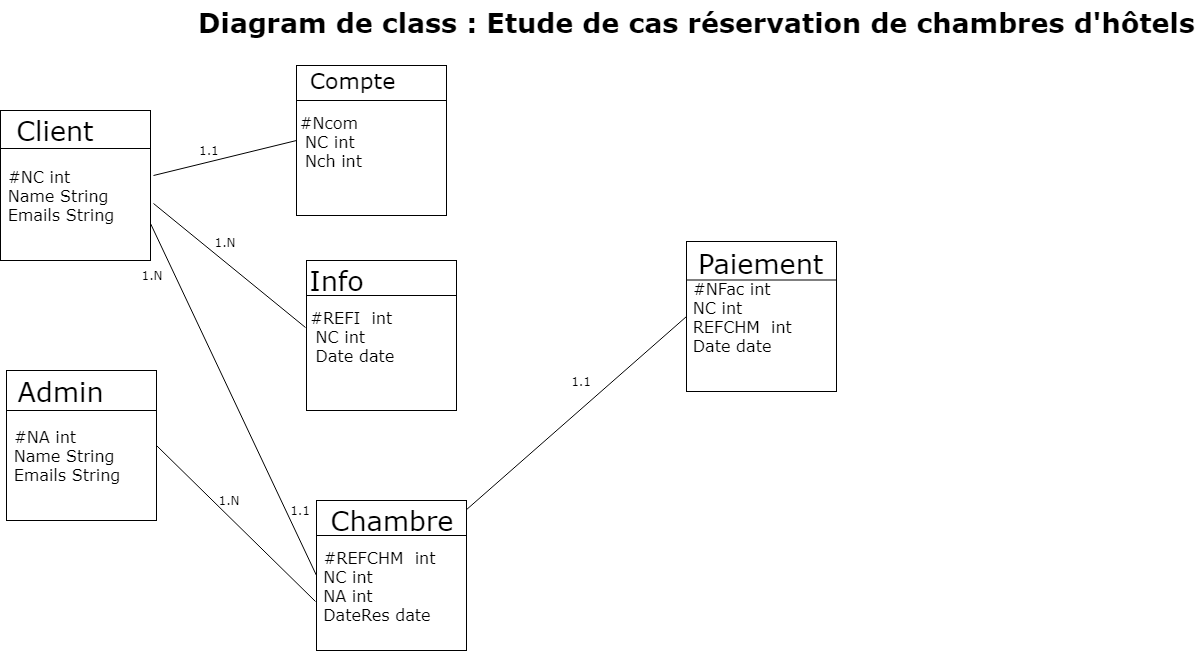 Diagram de class : Etude de cas réservation de chambres d'hôtels
Compte
#Ncom
NC int
Nch int
Client
#NC int
Name String
Emails String
1.1
1.N
1.N
Info
#REFI  int
NC int
Date date
Paiement
#NFac int
NC int
REFCHM  int
Date date
Admin
#NA int
Name String
Emails String
1.1
1.N
1.1
Chambre
#REFCHM  int
NC int
NA int
DateRes date